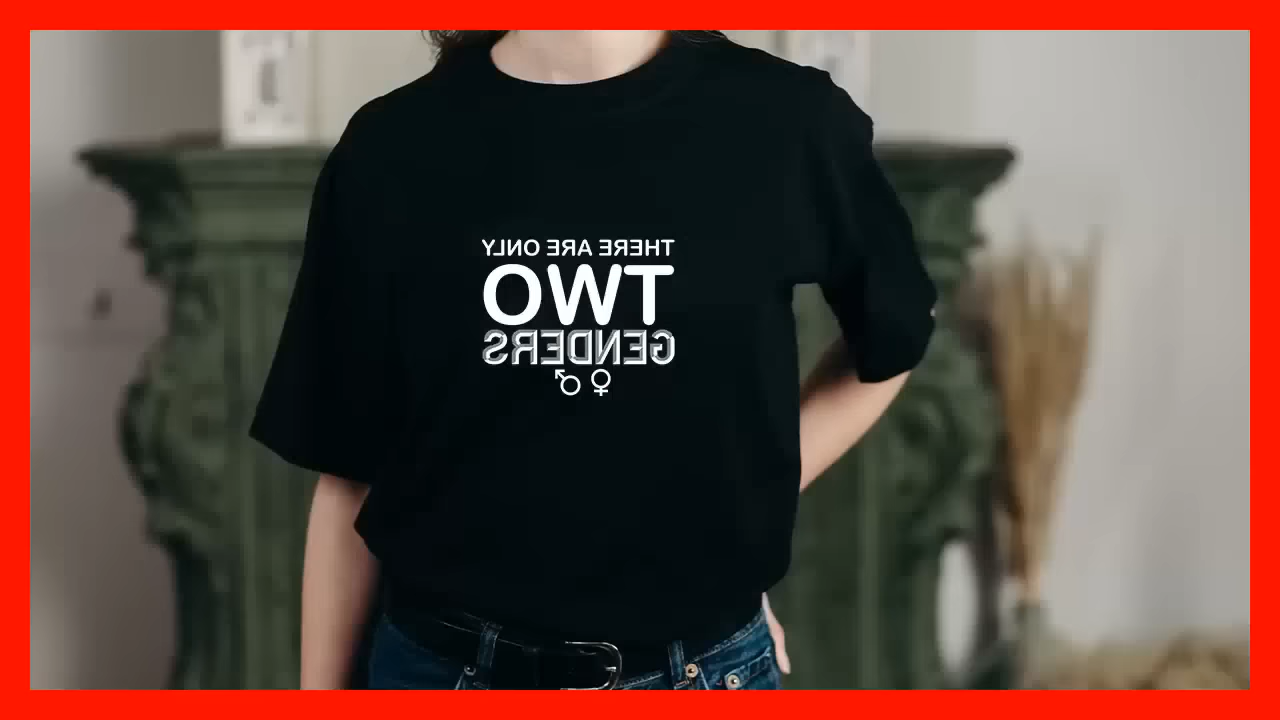 THERE ARE ONLY
TWO
GENDERS
♀ ♂